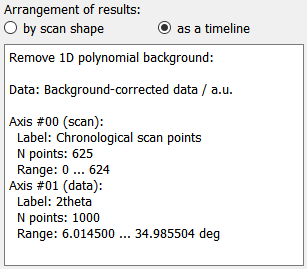 Arrangement of results:
by scan shape as a timeline
Remove 1D polynomial background:
Data: Background-corrected data / a.u.
Axis #00 (scan):
Label: Chronological scan points
N points: 625
Range: 0 ... 624
Axis #01 (data):
Label: 2theta
N points: 1000
Range: 6.014500 ... 34.985504 deg